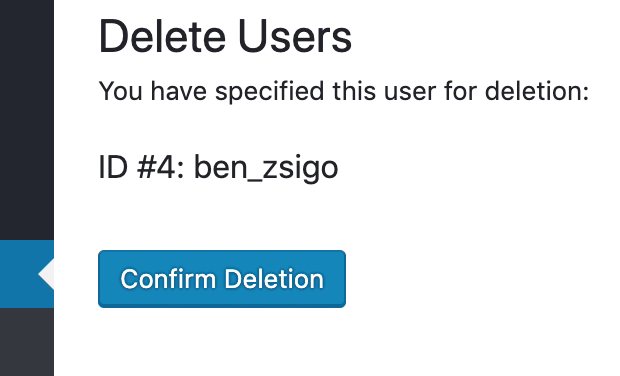 Delete Users
You have specified this user for deletion:
ID #4: ben_zsigo
Confirm Deletion